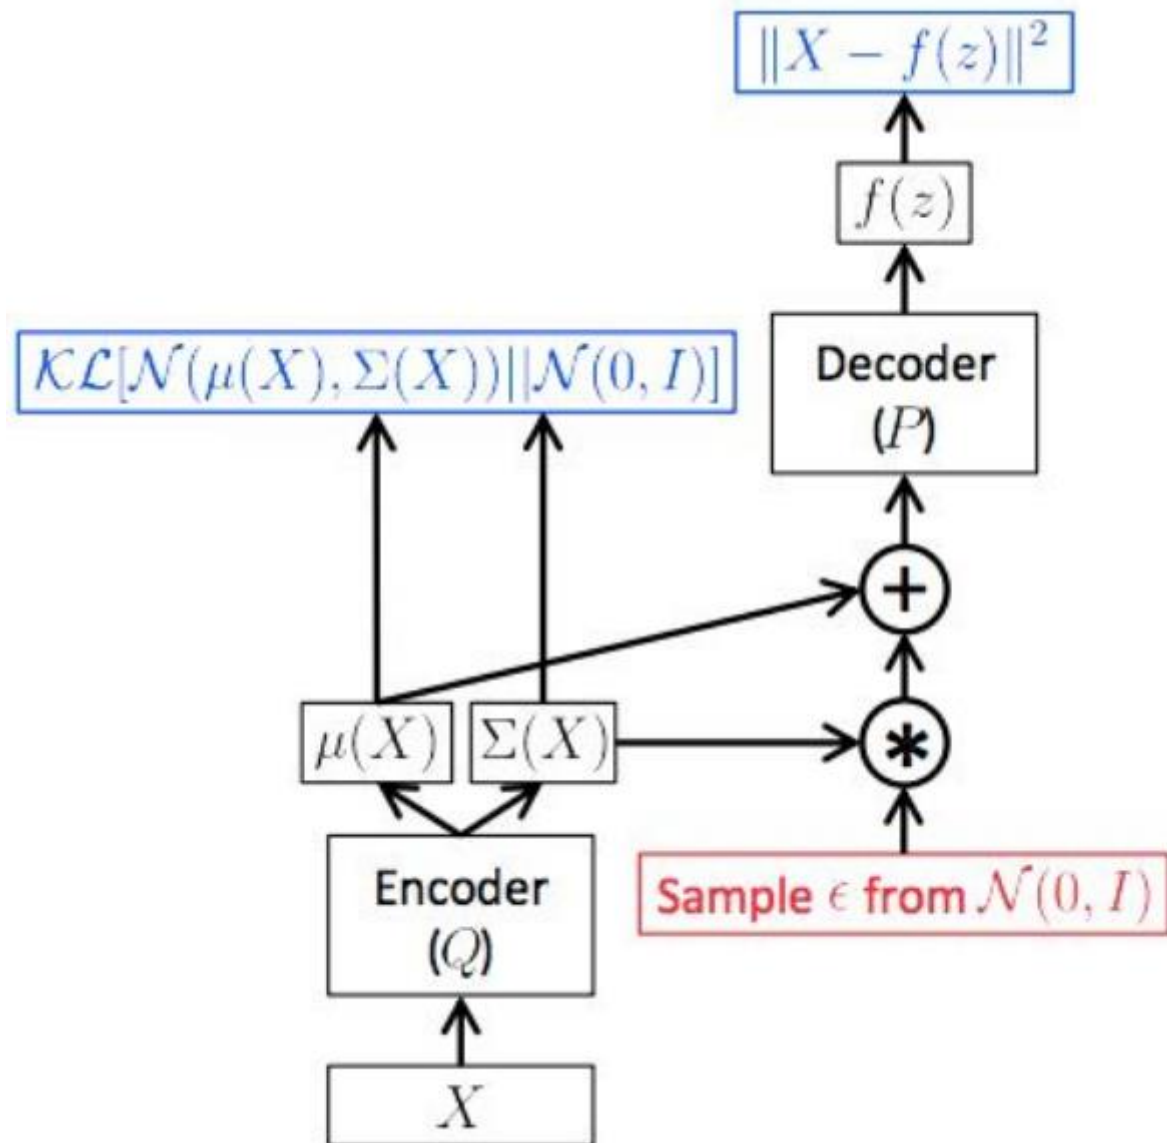 ‖X − f(z)‖²
f(z)
𝒦ℒ[𝒩(μ(X), Σ(X))||𝒩(0, I)]
Decoder
(P)
+
μ(X)
Σ(X)
*
Encoder
(Q)
Sample ϵ from 𝒩(0, I)
X